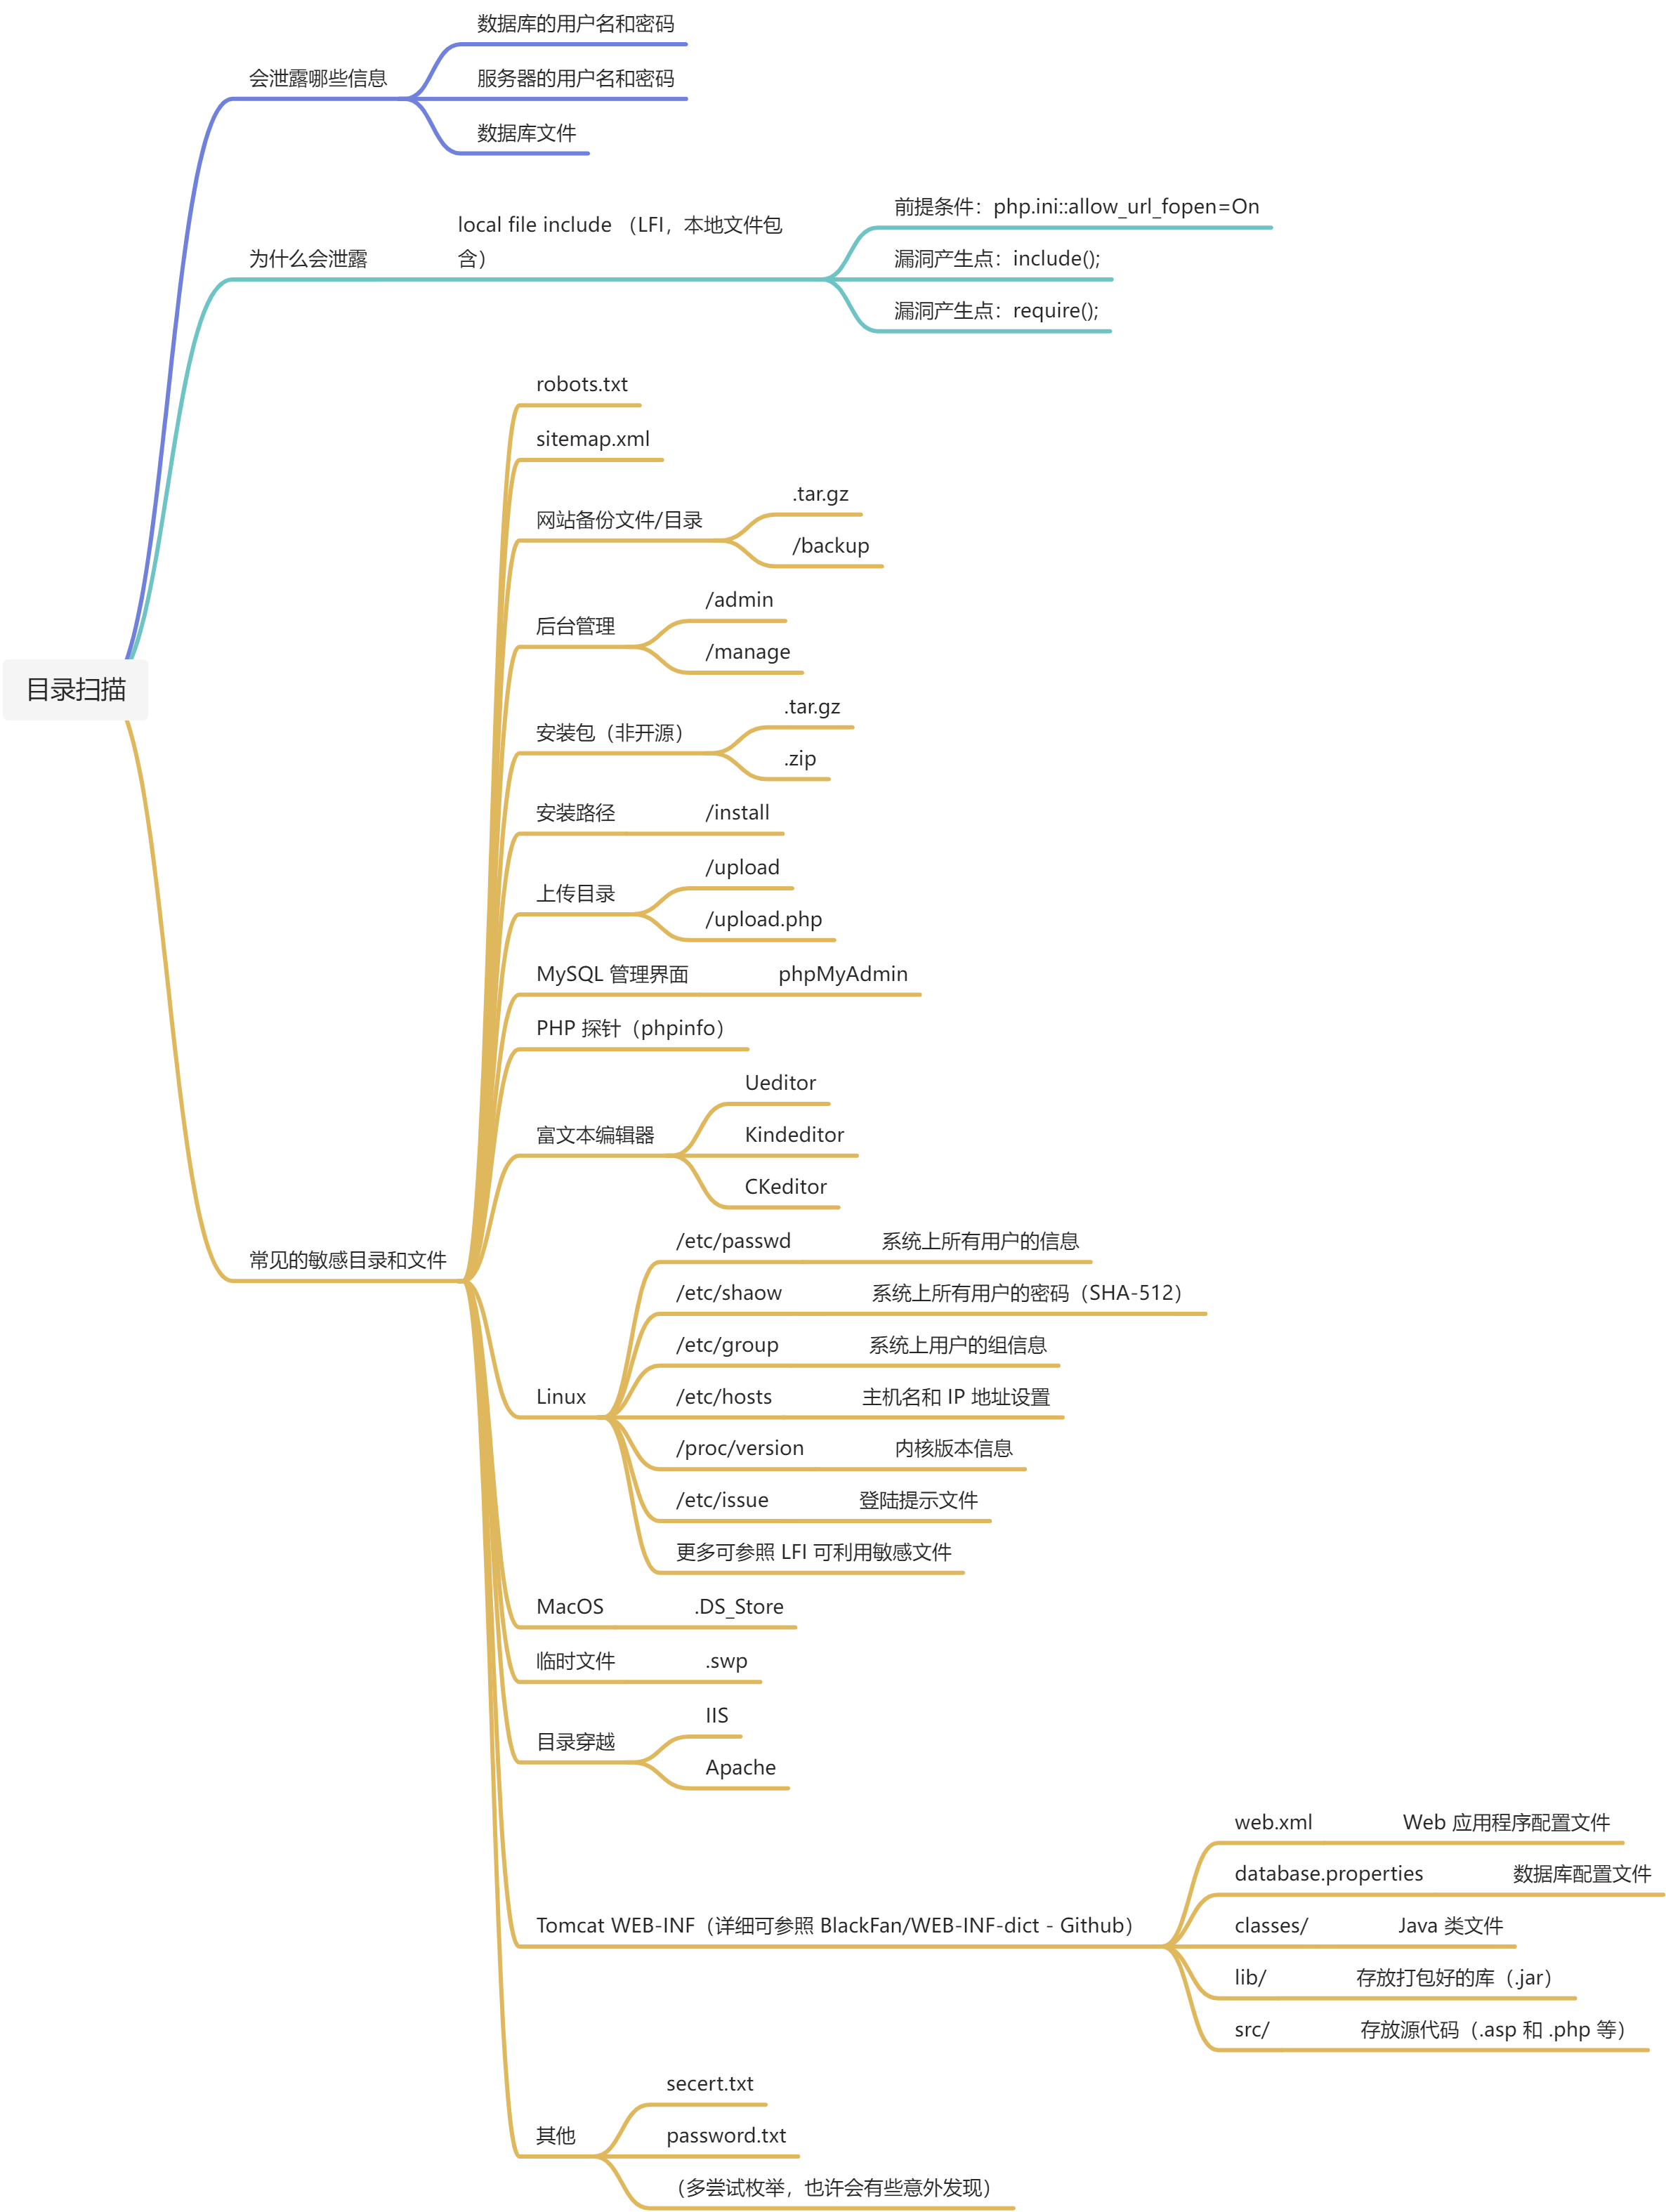 目录扫描
会泄露哪些信息
数据库的用户名和密码
服务器的用户名和密码
数据库文件
为什么会泄露
local file include （LFI，本地文件包
含）
前提条件：php.ini::allow_url_fopen=On
漏洞产生点：include();
漏洞产生点：require();
常见的敏感目录和文件
robots.txt
sitemap.xml
网站备份文件/目录
.tar.gz
/backup
后台管理
/admin
/manage
安装包（非开源）
.tar.gz
.zip
安装路径
/install
上传目录
/upload
/upload.php
MySQL 管理界面
phpMyAdmin
PHP 探针（phpinfo）
富文本编辑器
Ueditor
Kindeditor
CKeditor
Linux
/etc/passwd
系统上所有用户的信息
/etc/shaow
系统上所有用户的密码（SHA-512）
/etc/group
系统上用户的组信息
/etc/hosts
主机名和 IP 地址设置
/proc/version
内核版本信息
/etc/issue
登陆提示文件
更多可参照 LFI 可利用敏感文件
MacOS
.DS_Store
临时文件
.swp
目录穿越
IIS
Apache
Tomcat WEB-INF（详细可参照 BlackFan/WEB-INF-dict - Github）
web.xml
Web 应用程序配置文件
database.properties
数据库配置文件
classes/
Java 类文件
lib/
存放打包好的库（.jar）
src/
存放源代码（.asp 和 .php 等）
其他
secert.txt
password.txt
（多尝试枚举，也许会有些意外发现）